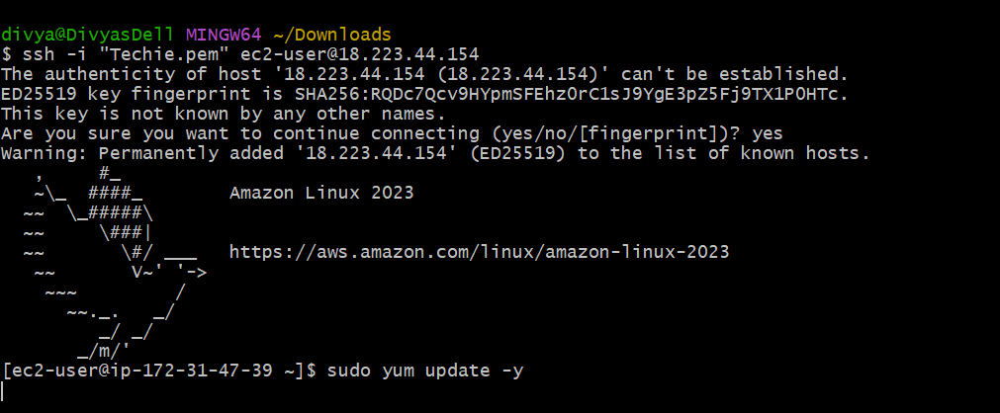 divya@DivyasDell MINGW64 ~/Downloads
$ ssh -i "Techie.pem" ec2-user@18.223.44.154
The authenticity of host '18.223.44.154 (18.223.44.154)' can't be established.
ED25519 key fingerprint is SHA256:RQDc7Qcv9HYpmSFEhzOrC1sJ9YgE3pZ5Fj9TX1P0HTc.
This key is not known by any other names.
Are you sure you want to continue connecting (yes/no/[fingerprint])? yes
Warning: Permanently added '18.223.44.154' (ED25519) to the list of known hosts.
   ,     #_
   ~\_  ####_        Amazon Linux 2023
  ~~  \_#####\
  ~~     \###|
  ~~       \#/ ___   https://aws.amazon.com/linux/amazon-linux-2023
   ~~       V~' '->
    ~~~         /
      ~~._.   _/
         _/ _/
       _/m/'
[ec2-user@ip-172-31-47-39 ~]$ sudo yum update -y